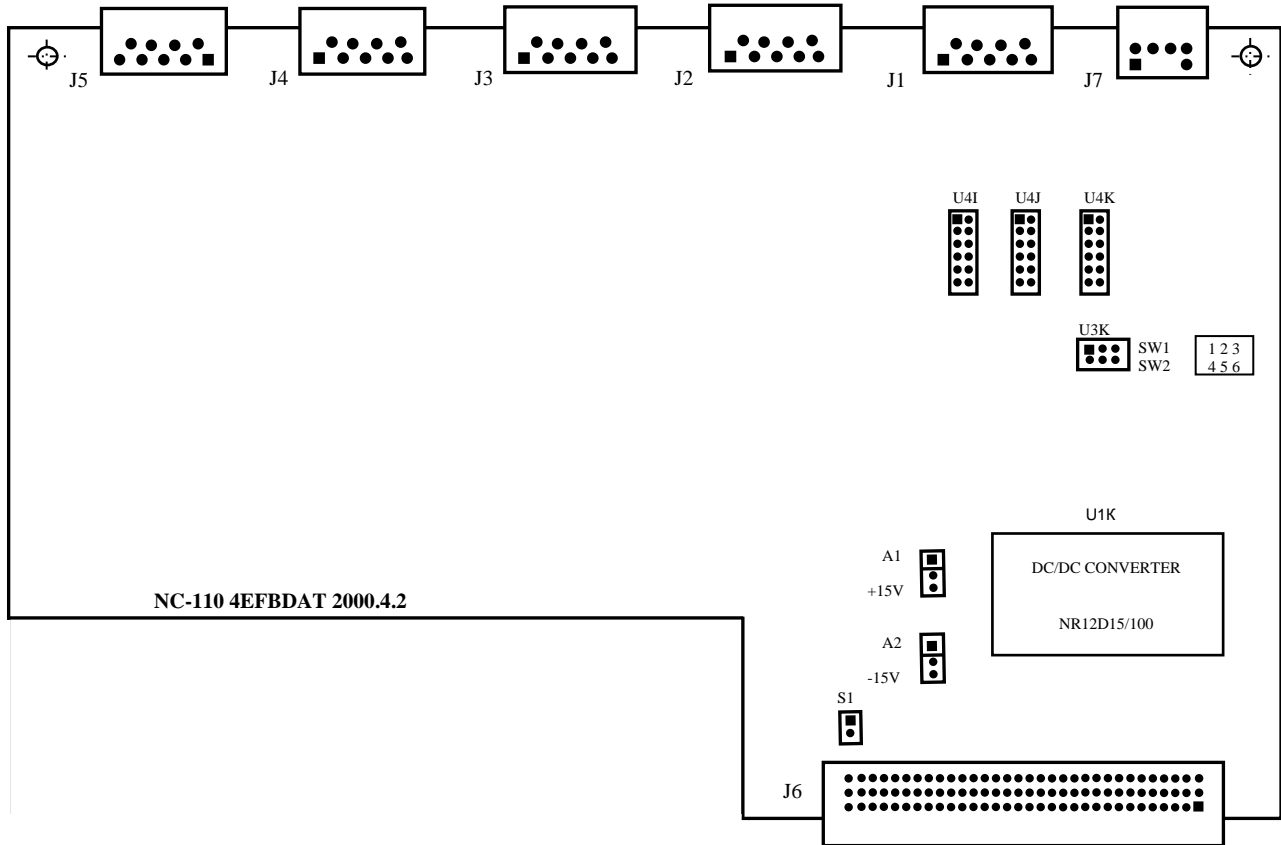 J5
J4
J3
J2
J1
J7
U4I
U4J
U4K
U3K
SW1
SW2
1 2 3
4 5 6
U1K
DC/DC CONVERTER
NR12D15/100
A1
+15V
A2
-15V
S1
NC-110 4EFBDAT 2000.4.2
J6